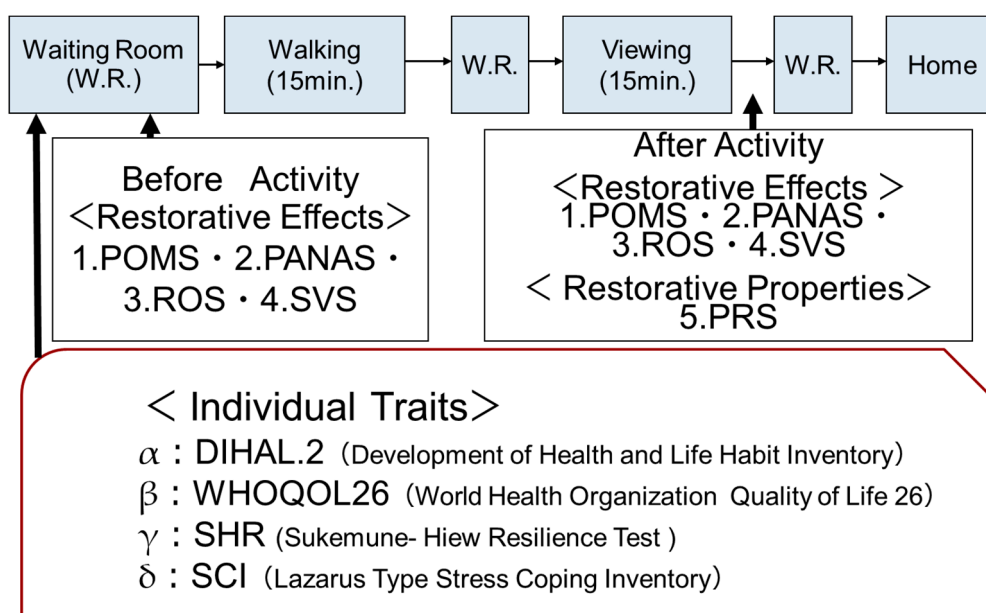 Waiting Room
(W.R.)
Walking
(15min.)
W.R.
Viewing
(15min.)
W.R.
Home
Before Activity
＜Restorative Effects＞
1.POMS・2.PANAS・
3.ROS・4.SVS
After Activity
＜Restorative Effects ＞
1.POMS・2.PANAS・
3.ROS・4.SVS
＜ Restorative Properties＞
5.PRS
＜ Individual Traits＞
α：DIHAL.2（Development of Health and Life Habit Inventory）
β：WHOQOL26（World Health Organization Quality of Life 26）
γ：SHR (Sukemune- Hiew Resilience Test )
δ：SCI（Lazarus Type Stress Coping Inventory）